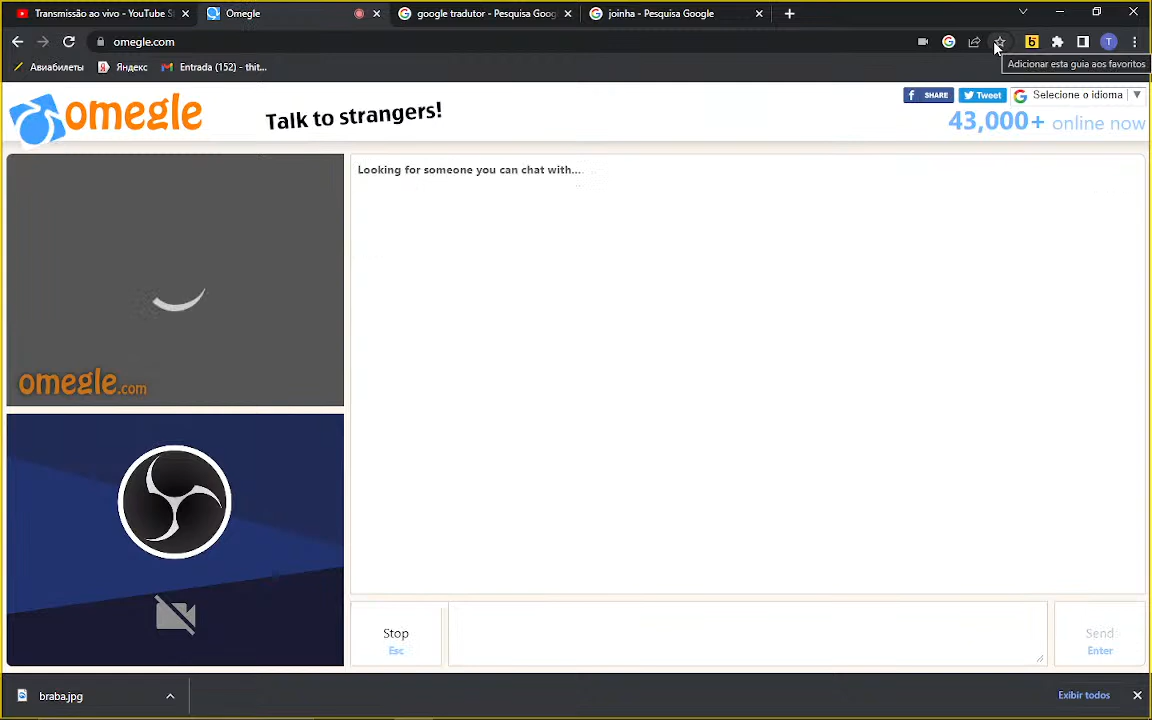 Transmissão ao vivo - YouTube S
Omegle
google tradutor - Pesquisa Goog
joinha - Pesquisa Google
omegle.com
T
Adicionar esta guia aos favoritos
Авиабилеты
Яндекс
Entrada (152) - thit...
omegle
Talk to strangers!
f SHARE
Tweet
G Selecione o idioma ▼
43,000+ online now
Looking for someone you can chat with...
omegle.com
Stop
Esc
Send
Enter
braba.jpg
Exibir todos